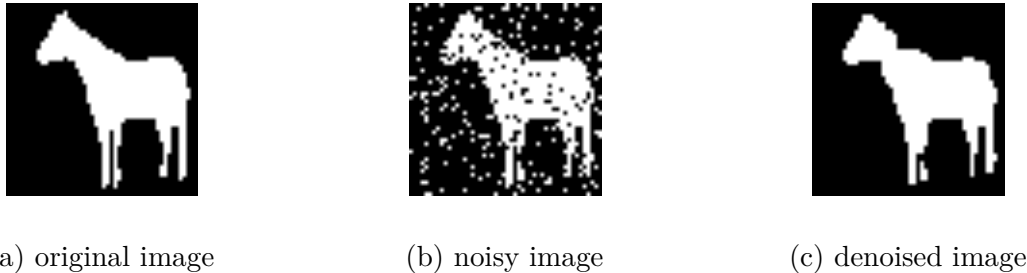 a) original image
(b) noisy image
(c) denoised image